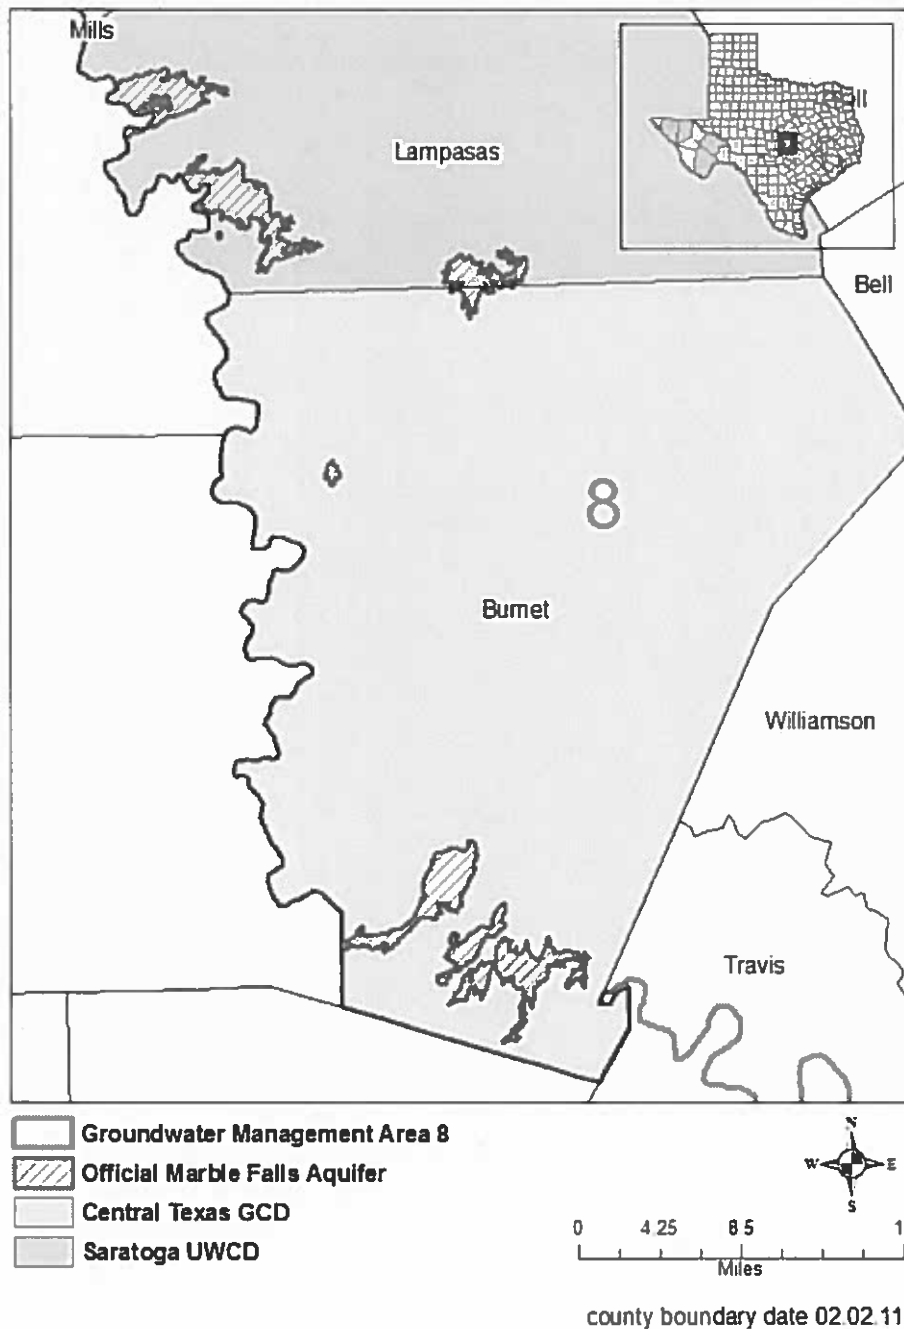 Mills
Lampasas
Bell
8
Burnet
Williamson
Travis
Groundwater Management Area 8
Official Marble Falls Aquifer
Central Texas GCD
Saratoga UWCD
N
W
E
S
0 4.25 8.5 1
Miles
county boundary date 02.02.11